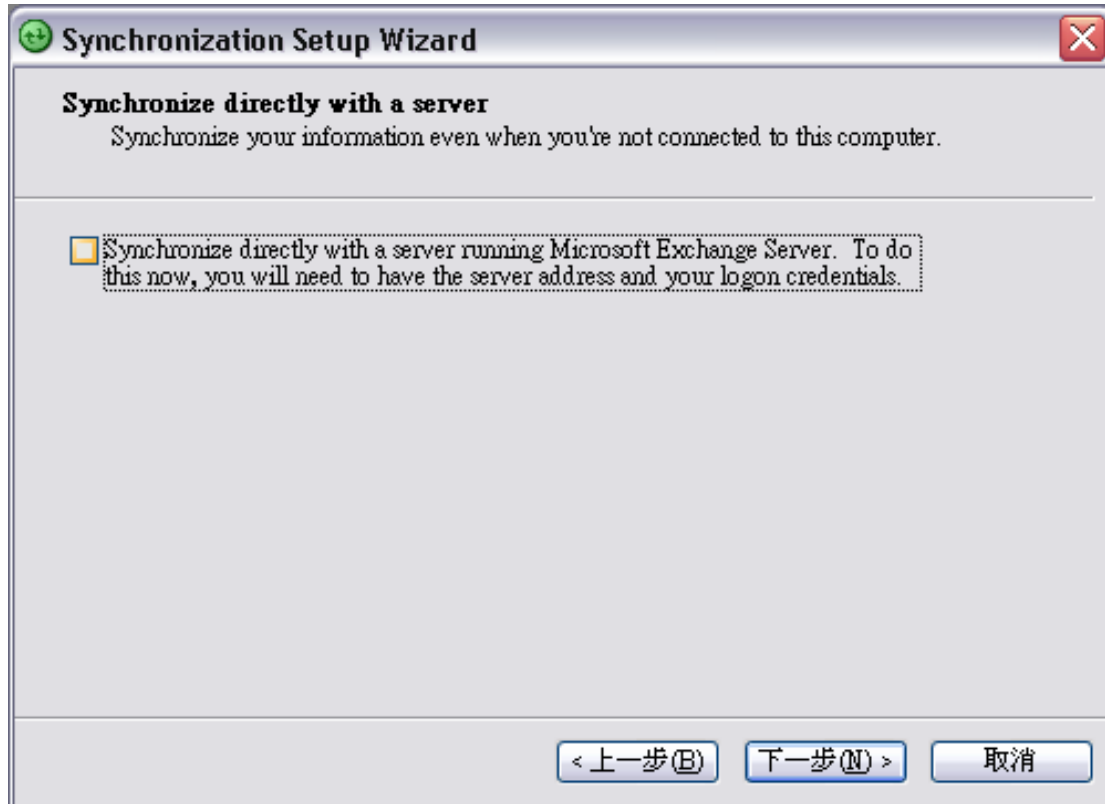 Synchronization Setup Wizard
Synchronize directly with a server
Synchronize your information even when you're not connected to this computer.
Synchronize directly with a server running Microsoft Exchange Server.  To do
this now, you will need to have the server address and your logon credentials.
< 上一步(B)
下一步(N) >
取消